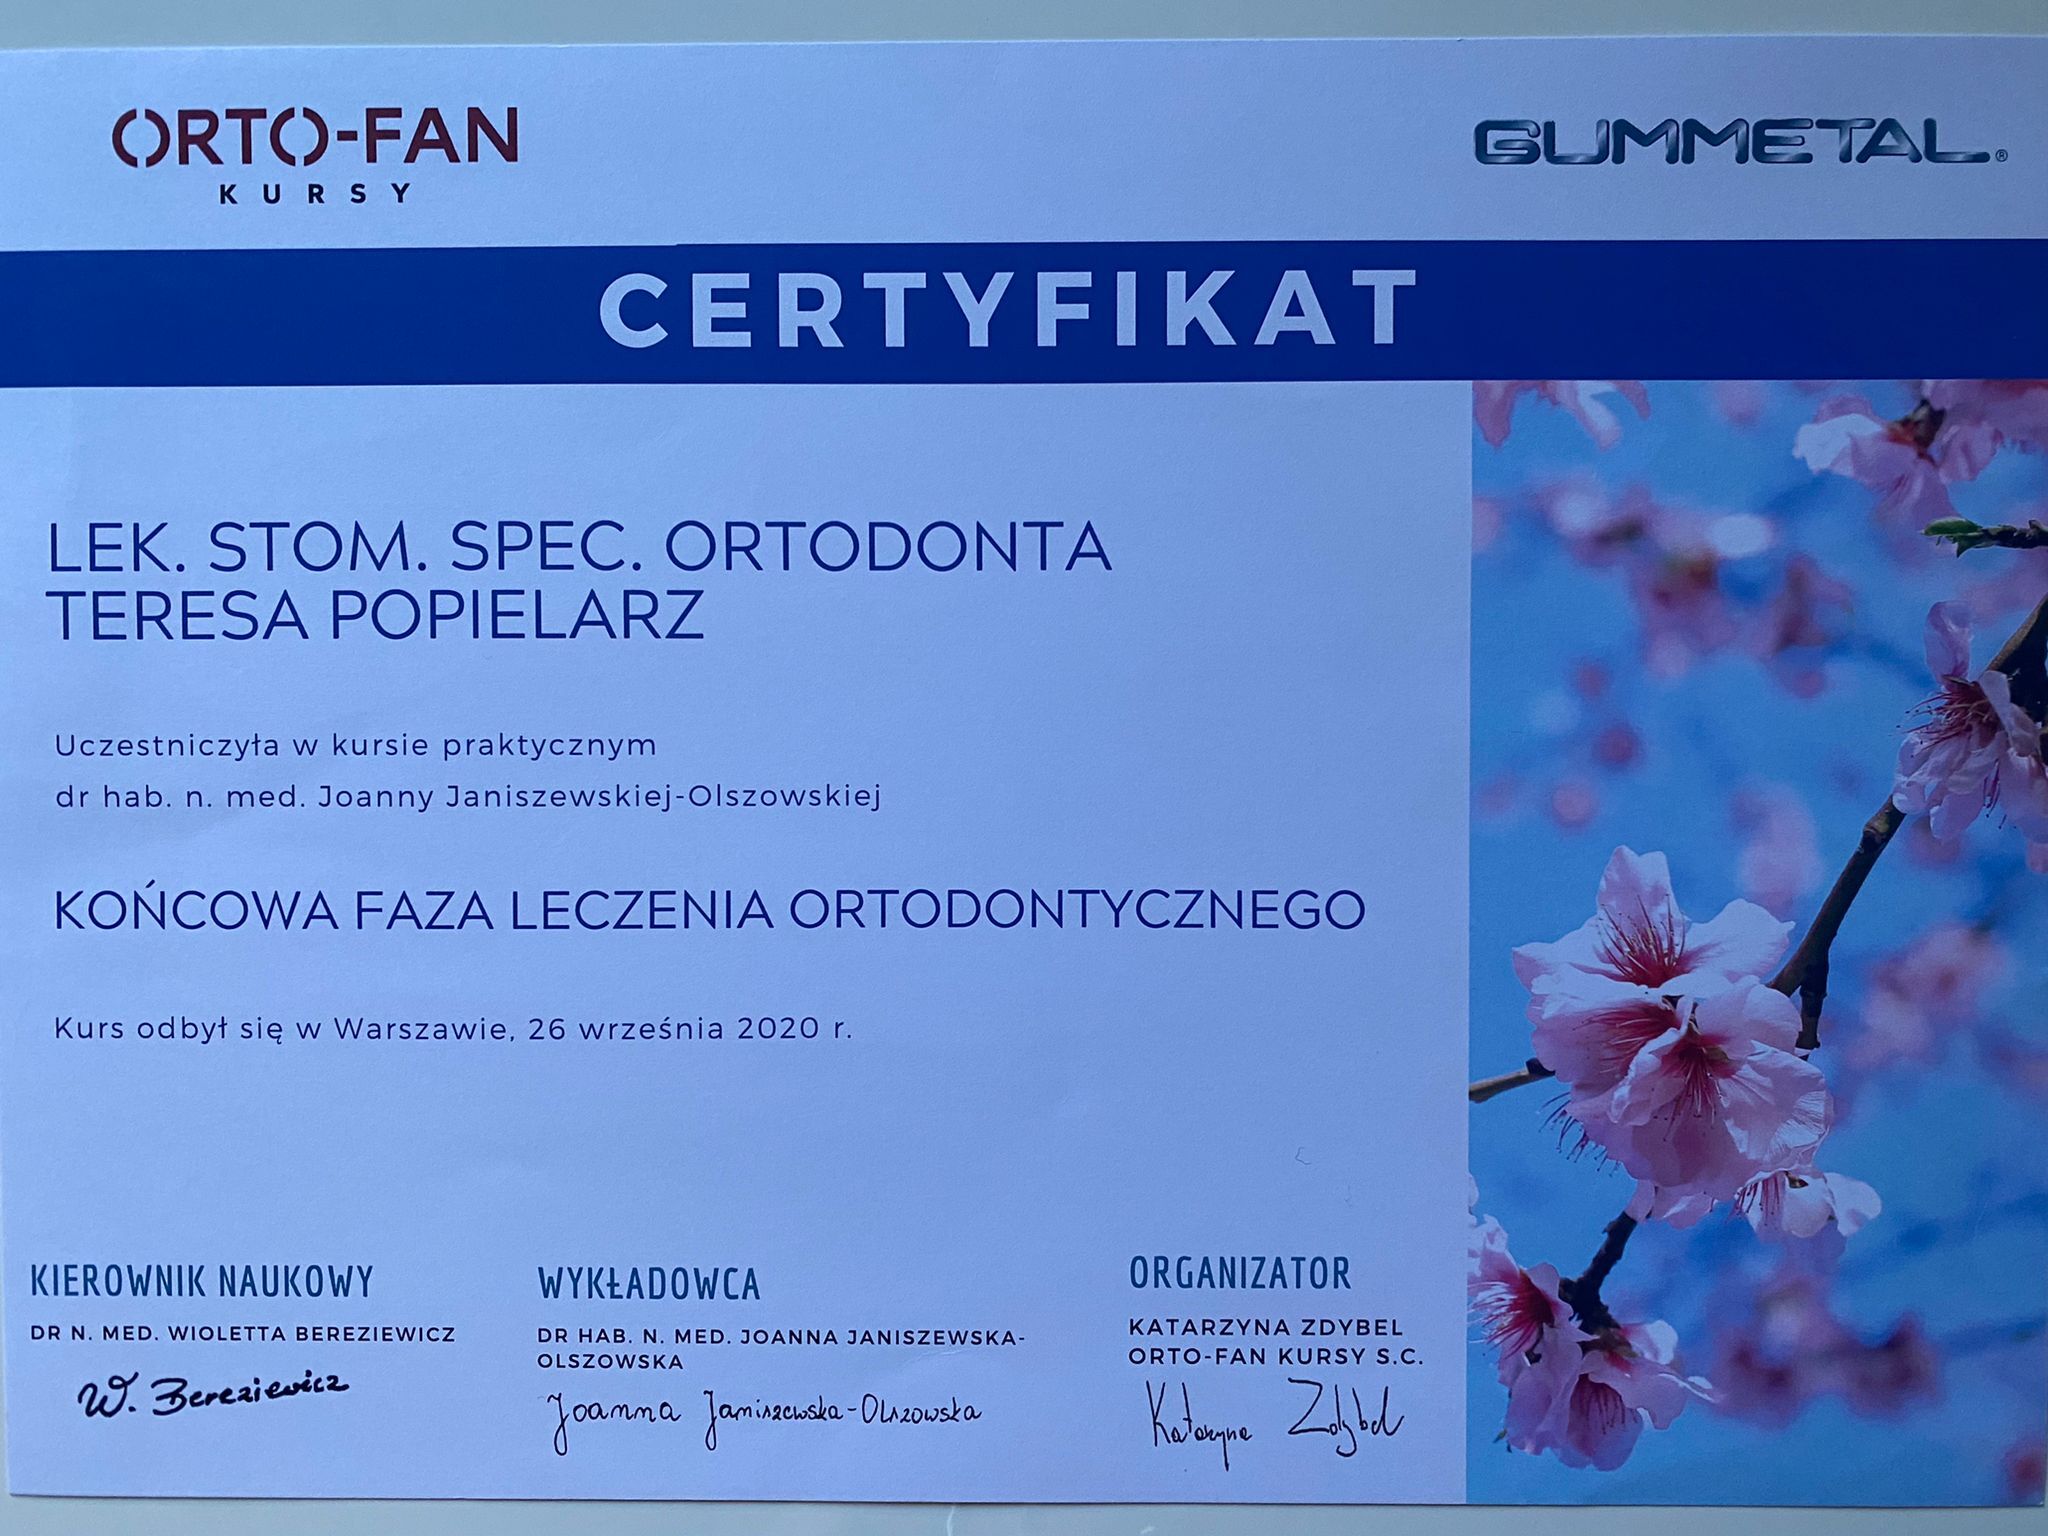 ORTO-FAN
KURSY
GUMMETAL®
CERTYFIKAT
LEK. STOM. SPEC. ORTODONTA
TERESA POPIELARZ
Uczestniczyła w kursie praktycznym
dr hab. n. med. Joanny Janiszewskiej-Olszowskiej
KOŃCOWA FAZA LECZENIA ORTODONTYCZNEGO
Kurs odbył się w Warszawie, 26 września 2020 r.
KIEROWNIK NAUKOWY
DR N. MED. WIOLETTA BEREZIEWICZ
W. Bereziewicz
WYKŁADOWCA
DR HAB. N. MED. JOANNA JANISZEWSKA-
OLSZOWSKA
Joanna Janiszewska-Olszowska
ORGANIZATOR
KATARZYNA ZDYBEL
ORTO-FAN KURSY S.C.
Katarzyna Zdybel